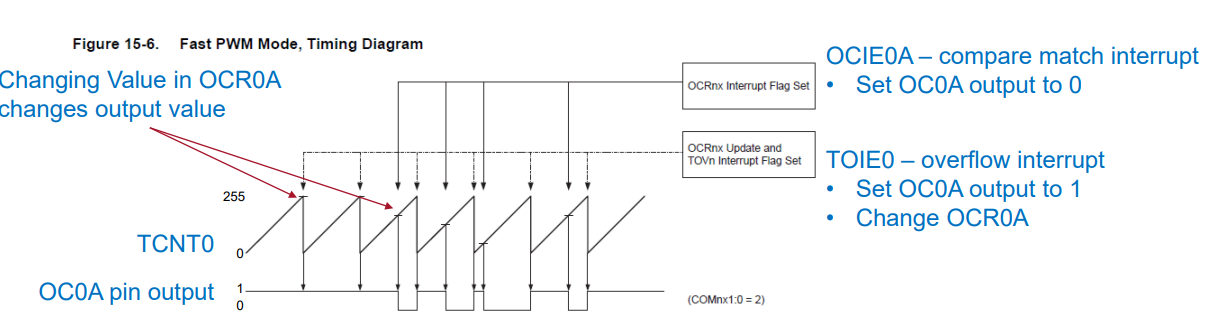 Figure 15-6. Fast PWM Mode, Timing Diagram
Changing Value in OCR0A
changes output value
OCRnx Interrupt Flag Set
OCRnx Update and
TOVn Interrupt Flag Set
OCIE0A – compare match interrupt
• Set OC0A output to 0
TOIE0 – overflow interrupt
• Set OC0A output to 1
• Change OCR0A
255
TCNT0
0
OC0A pin output
1
0
(COMnx1:0 = 2)